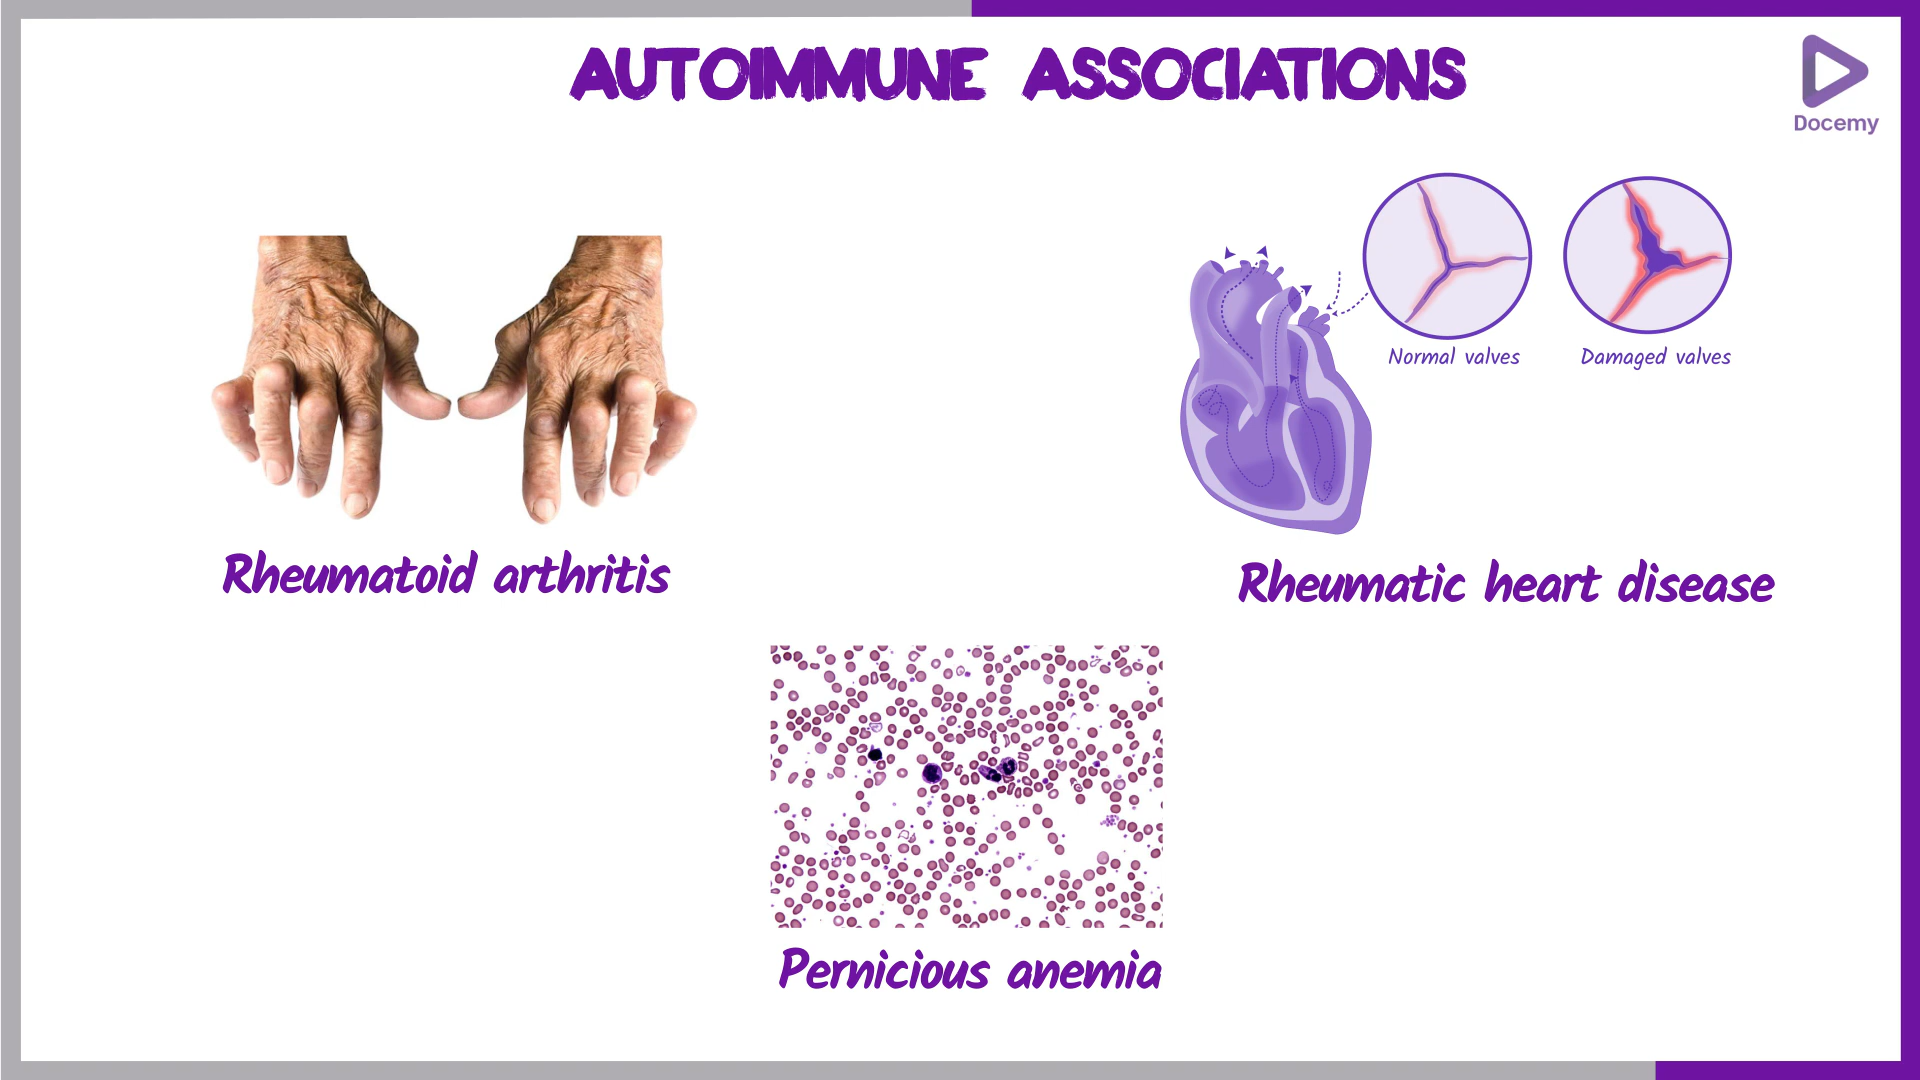 AUTOIMMUNE ASSOCIATIONS
Docemy
Normal valves
Damaged valves
Rheumatoid arthritis
Rheumatic heart disease
Pernicious anemia